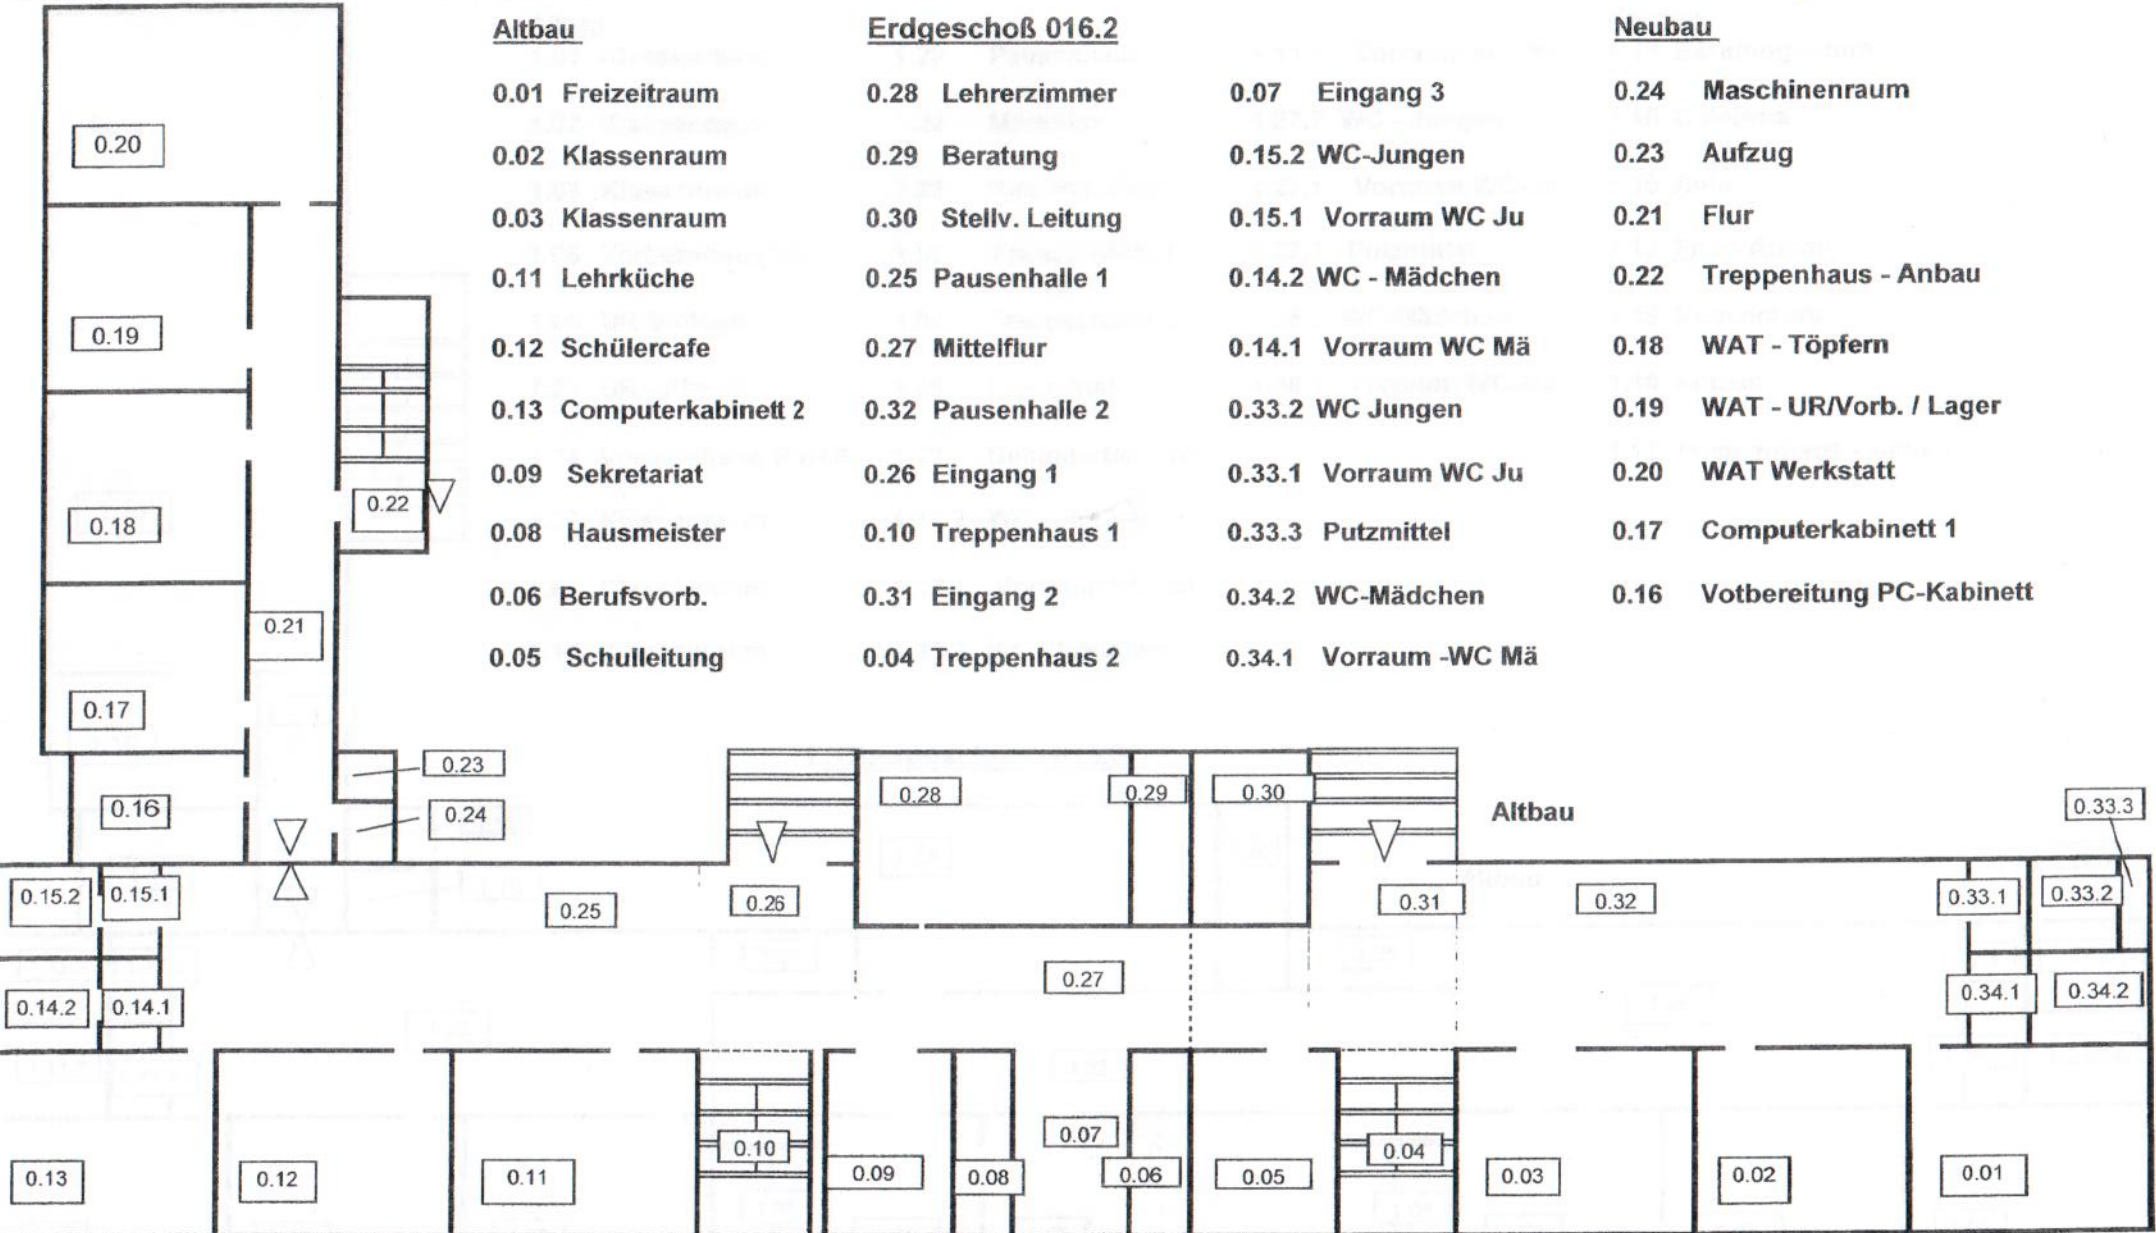 Altbau
0.01 Freizeitraum
0.02 Klassenraum
0.03 Klassenraum
0.11 Lehrküche
0.12 Schülercafe
0.13 Computerkabinett 2
0.09 Sekretariat
0.08 Hausmeister
0.06 Berufsvorb.
0.05 Schulleitung
Erdgeschoß 016.2
0.28 Lehrerzimmer
0.29 Beratung
0.30 Stellv. Leitung
0.25 Pausenhalle 1
0.27 Mittelflur
0.32 Pausenhalle 2
0.26 Eingang 1
0.10 Treppenhaus 1
0.31 Eingang 2
0.04 Treppenhaus 2
0.07 Eingang 3
0.15.2 WC-Jungen
0.15.1 Vorraum WC Ju
0.14.2 WC - Mädchen
0.14.1 Vorraum WC Mä
0.33.2 WC Jungen
0.33.1 Vorraum WC Ju
0.33.3 Putzmittel
0.34.2 WC-Mädchen
0.34.1 Vorraum -WC Mä
Neubau
0.24 Maschinenraum
0.23 Aufzug
0.21 Flur
0.22 Treppenhaus - Anbau
0.18 WAT - Töpfern
0.19 WAT - UR/Vorb. / Lager
0.20 WAT Werkstatt
0.17 Computerkabinett 1
0.16 Votbereitung PC-Kabinett
0.20
0.19
0.22
0.18
0.21
0.17
0.23
0.16
0.24
0.28
0.29
0.30
Altbau
0.33.3
0.15.2
0.15.1
0.25
0.26
0.31
0.32
0.33.1
0.33.2
0.27
0.14.2
0.14.1
0.34.1
0.34.2
0.13
0.12
0.11
0.10
0.09
0.08
0.07
0.06
0.05
0.04
0.03
0.02
0.01